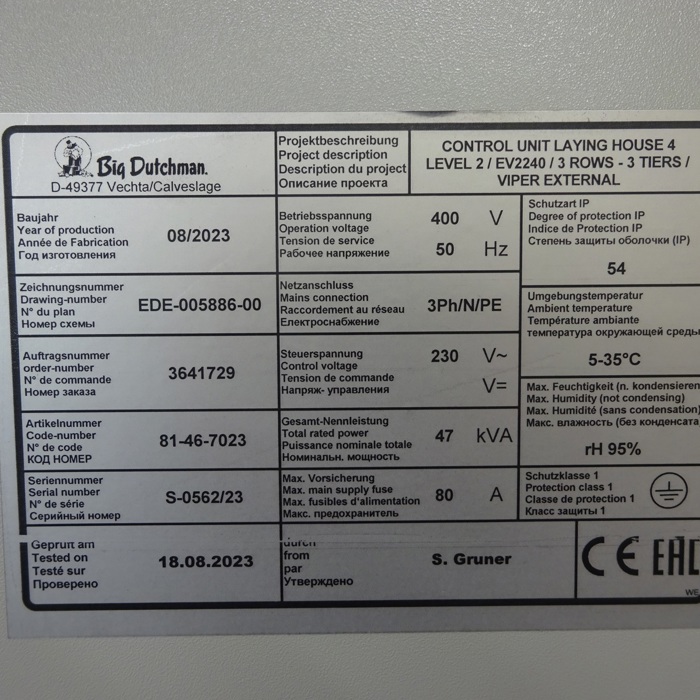 Big Dutchman.
D-49377 Vechta/Calveslage
Projektbeschreibung
Project description
Description du project
Описание проекта
CONTROL UNIT LAYING HOUSE 4
LEVEL 2 / EV2240 / 3 ROWS - 3 TIERS /
VIPER EXTERNAL
Baujahr
Year of production
Année de Fabrication
Год изготовления
08/2023
Betriebsspannung
Operation voltage
Tension de service
Рабочее напряжение
400 V
50 Hz
Schutzart IP
Degree of protection IP
Indice de Protection IP
Степень защиты оболочки (IP)
54
Zeichnungsnummer
Drawing-number
N° du plan
Номер схемы
EDE-005886-00
Netzanschluss
Mains connection
Raccordement au réseau
Електроснабжение
3Ph/N/PE
Umgebungstemperatur
Ambient temperature
Température ambiante
температура окружающей среды
5-35°C
Auftragsnummer
order-number
N° de commande
Номер заказа
3641729
Steuerspannung
Control voltage
Tension de commande
Напряж- управления
230 V~
V=
Max. Feuchtigkeit (n. kondensieren
Max. Humidity (not condensing)
Max. Humidité (sans condensation)
Макс. влажность (без конденсата
rH 95%
Artikelnummer
Code-number
N° de code
КОД НОМЕР
81-46-7023
Gesamt-Nennleistung
Total rated power
Puissance nominale totale
Номинальн. мощность
47 kVA
Seriennummer
Serial number
N° de série
Серийный номер
S-0562/23
Max. Vorsicherung
Max. main supply fuse
Max. fusibles d'alimentation
Макс. предохранитель
80 A
Schutzklasse 1
Protection class 1
Classe de protection 1
Класс защиты 1
Geprüft am
Tested on
Testé sur
Проверено
18.08.2023
durch
from
par
Утверждено
S. Gruner
CE EAC
WE